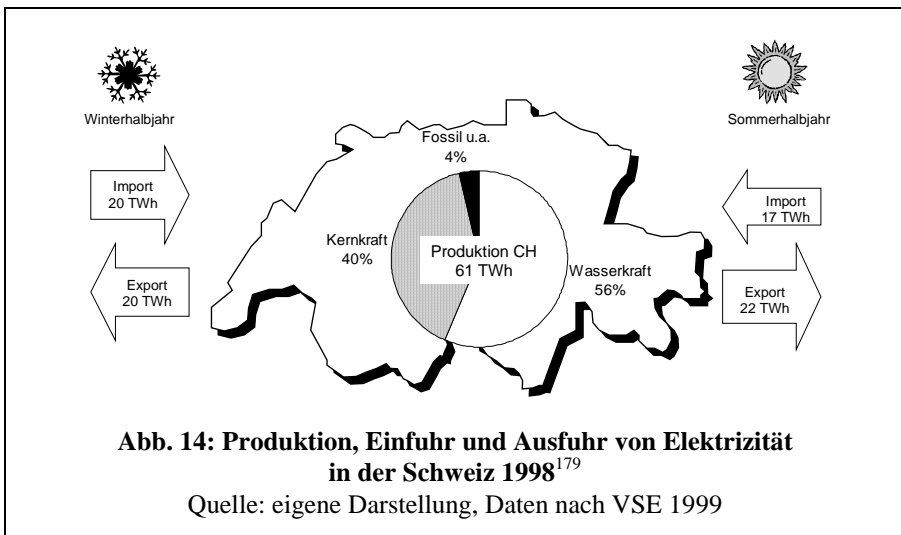 Winterhalbjahr
Sommerhalbjahr
Fossil u.a.
4%
Import
20 TWh
Import
17 TWh
Kernkraft
40%
Produktion CH
61 TWh
Wasserkraft
56%
Export
20 TWh
Export
22 TWh
Abb. 14: Produktion, Einfuhr und Ausfuhr von Elektrizität
in der Schweiz 1998179
Quelle: eigene Darstellung, Daten nach VSE 1999